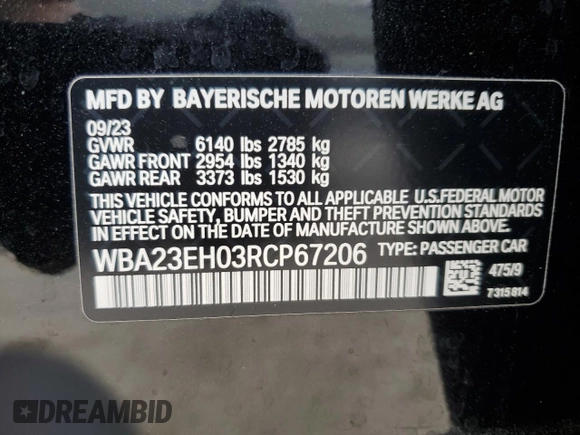 MFD BY BAYERISCHE MOTOREN WERKE AG
09/23
GVWR 6140 lbs 2785 kg
GAWR FRONT 2954 lbs 1340 kg
GAWR REAR 3373 lbs 1530 kg
THIS VEHICLE CONFORMS TO ALL APPLICABLE U.S.FEDERAL MOTOR
VEHICLE SAFETY, BUMPER AND THEFT PREVENTION STANDARDS
IN EFFECT ON THE DATE OF MANUFACTURE SHOWN ABOVE.
WBA23EH03RCP67206 TYPE: PASSENGER CAR
475/9
7315814
DREAMBID